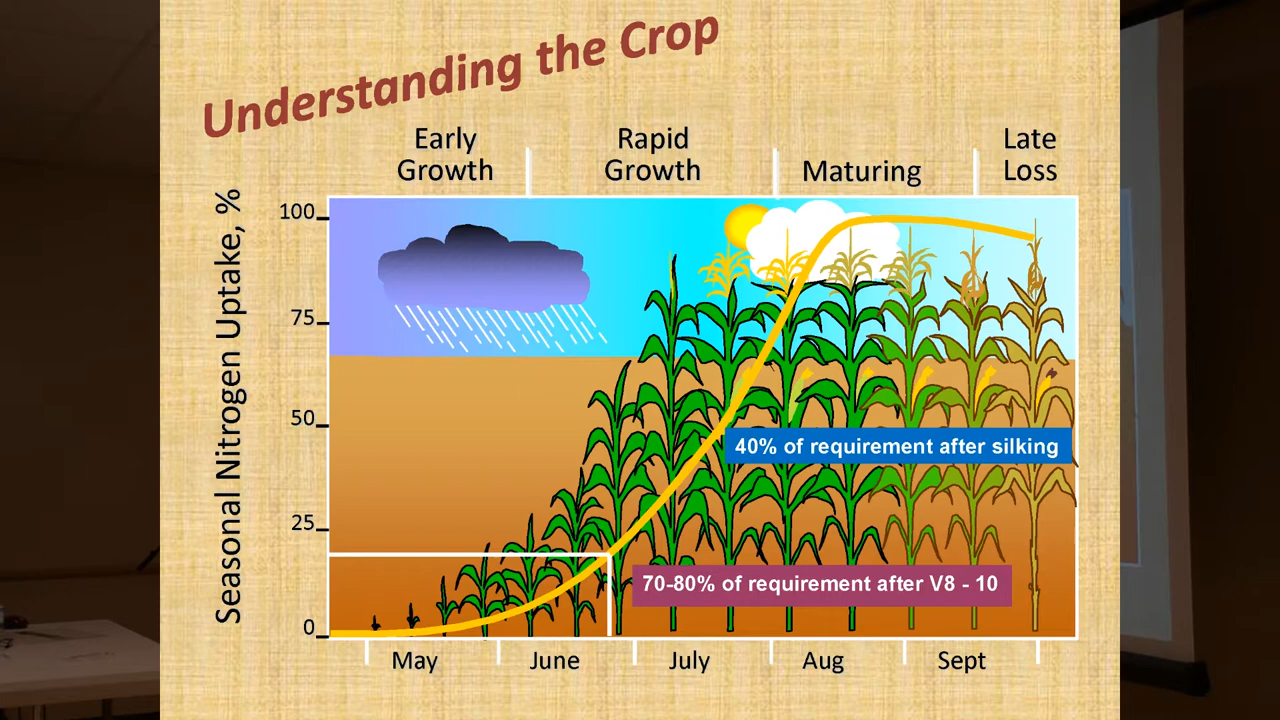 Understanding the Crop
Early
Growth
Rapid
Growth
Maturing
Late
Loss
Seasonal Nitrogen Uptake, %
100
75
50
25
0
40% of requirement after silking
70-80% of requirement after V8 - 10
May
June
July
Aug
Sept